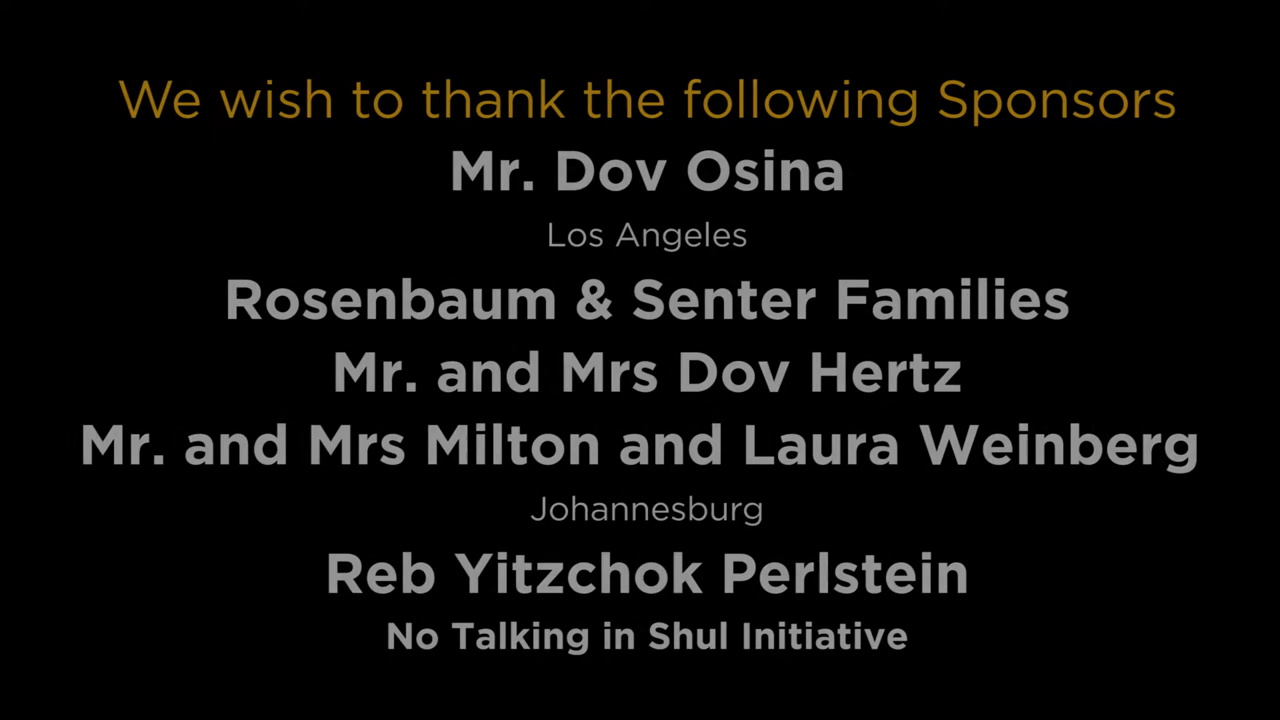 We wish to thank the following Sponsors
Mr. Dov Osina
Los Angeles
Rosenbaum & Senter Families
Mr. and Mrs Dov Hertz
Mr. and Mrs Milton and Laura Weinberg
Johannesburg
Reb Yitzchok Perlstein
No Talking in Shul Initiative